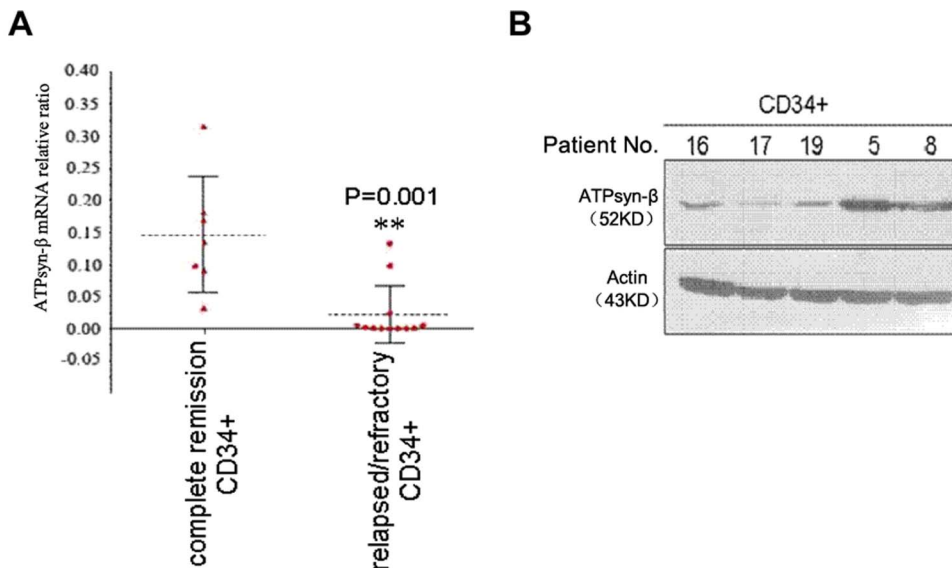 A
ATPsyn-β mRNA relative ratio
0.40
0.35
0.30
0.25
0.20
0.15
0.10
0.05
0.00
-0.05
P=0.001
**
complete remission
CD34+
relapsed/refractory
CD34+
B
CD34+
Patient No. 16 17 19 5 8
ATPsyn-β
(52KD)
Actin
(43KD)